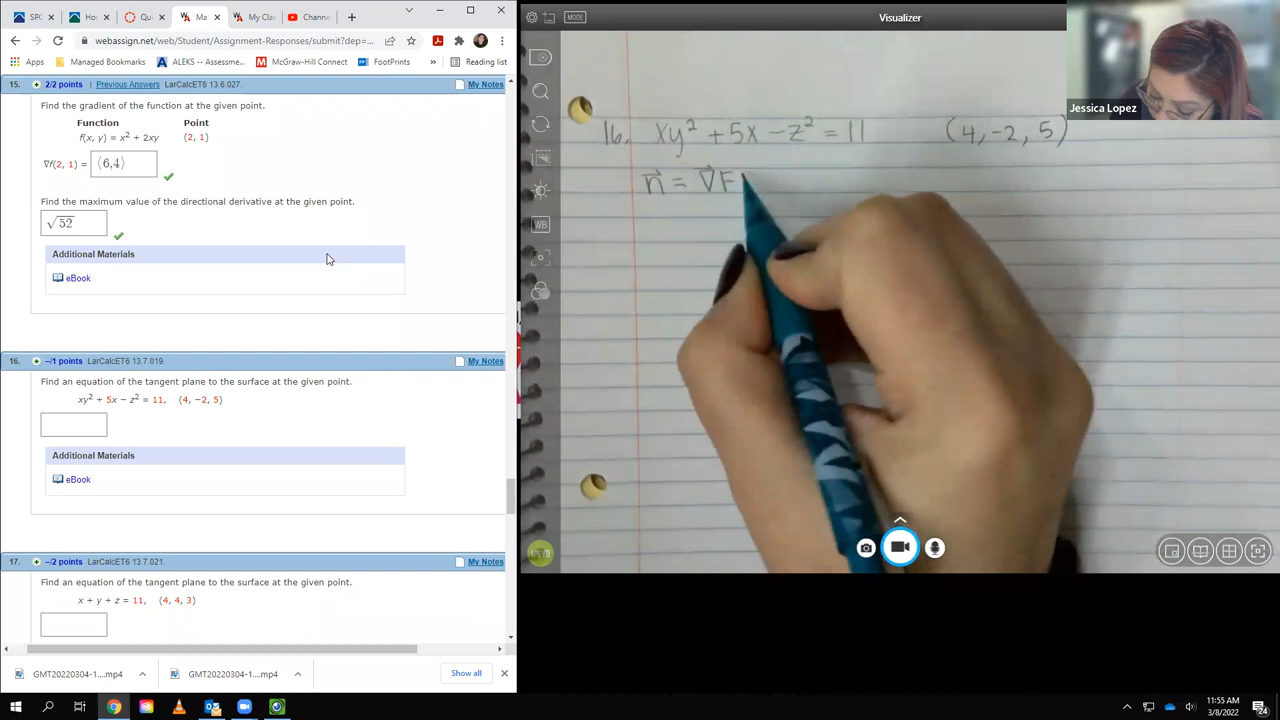 SPC
Ho
Qu
Ma
My Cla
Channe
webassign.net/web/Student/Assignment-Responses/submit?dep=...
Apps
Managed Bookmarks
ALEKS -- Assessme...
McGraw-Hill Connect
FootPrints
Reading list
15.
2/2 points | Previous Answers LarCalcET6 13.6.027.
My Notes
Find the gradient of the function at the given point.
Function Point
f(x, y) = x² + 2xy (2, 1)
∇f(2, 1) = (6,4)
Find the maximum value of the directional derivative at the given point.
√52
Additional Materials
eBook
16.
–/1 points LarCalcET6 13.7.019.
My Notes
Find an equation of the tangent plane to the surface at the given point.
xy² + 5x − z² = 11, (4, −2, 5)
Additional Materials
eBook
17.
–/2 points LarCalcET6 13.7.021.
My Notes
Find an equation of the tangent plane to the surface at the given point.
x + y + z = 11, (4, 4, 3)
GMT20220304-1....mp4
GMT20220304-1....mp4
Show all
MODE
Visualizer
WB
Jessica Lopez
16. xy² + 5x − z² = 11 (4, −2, 5)
n⃗ = ∇⃗F
11:55 AM
3/8/2022
24